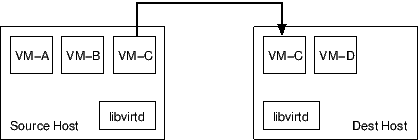 VM-A VM-B VM-C
Source Host
libvirtd
VM-C VM-D
libvirtd
Dest Host